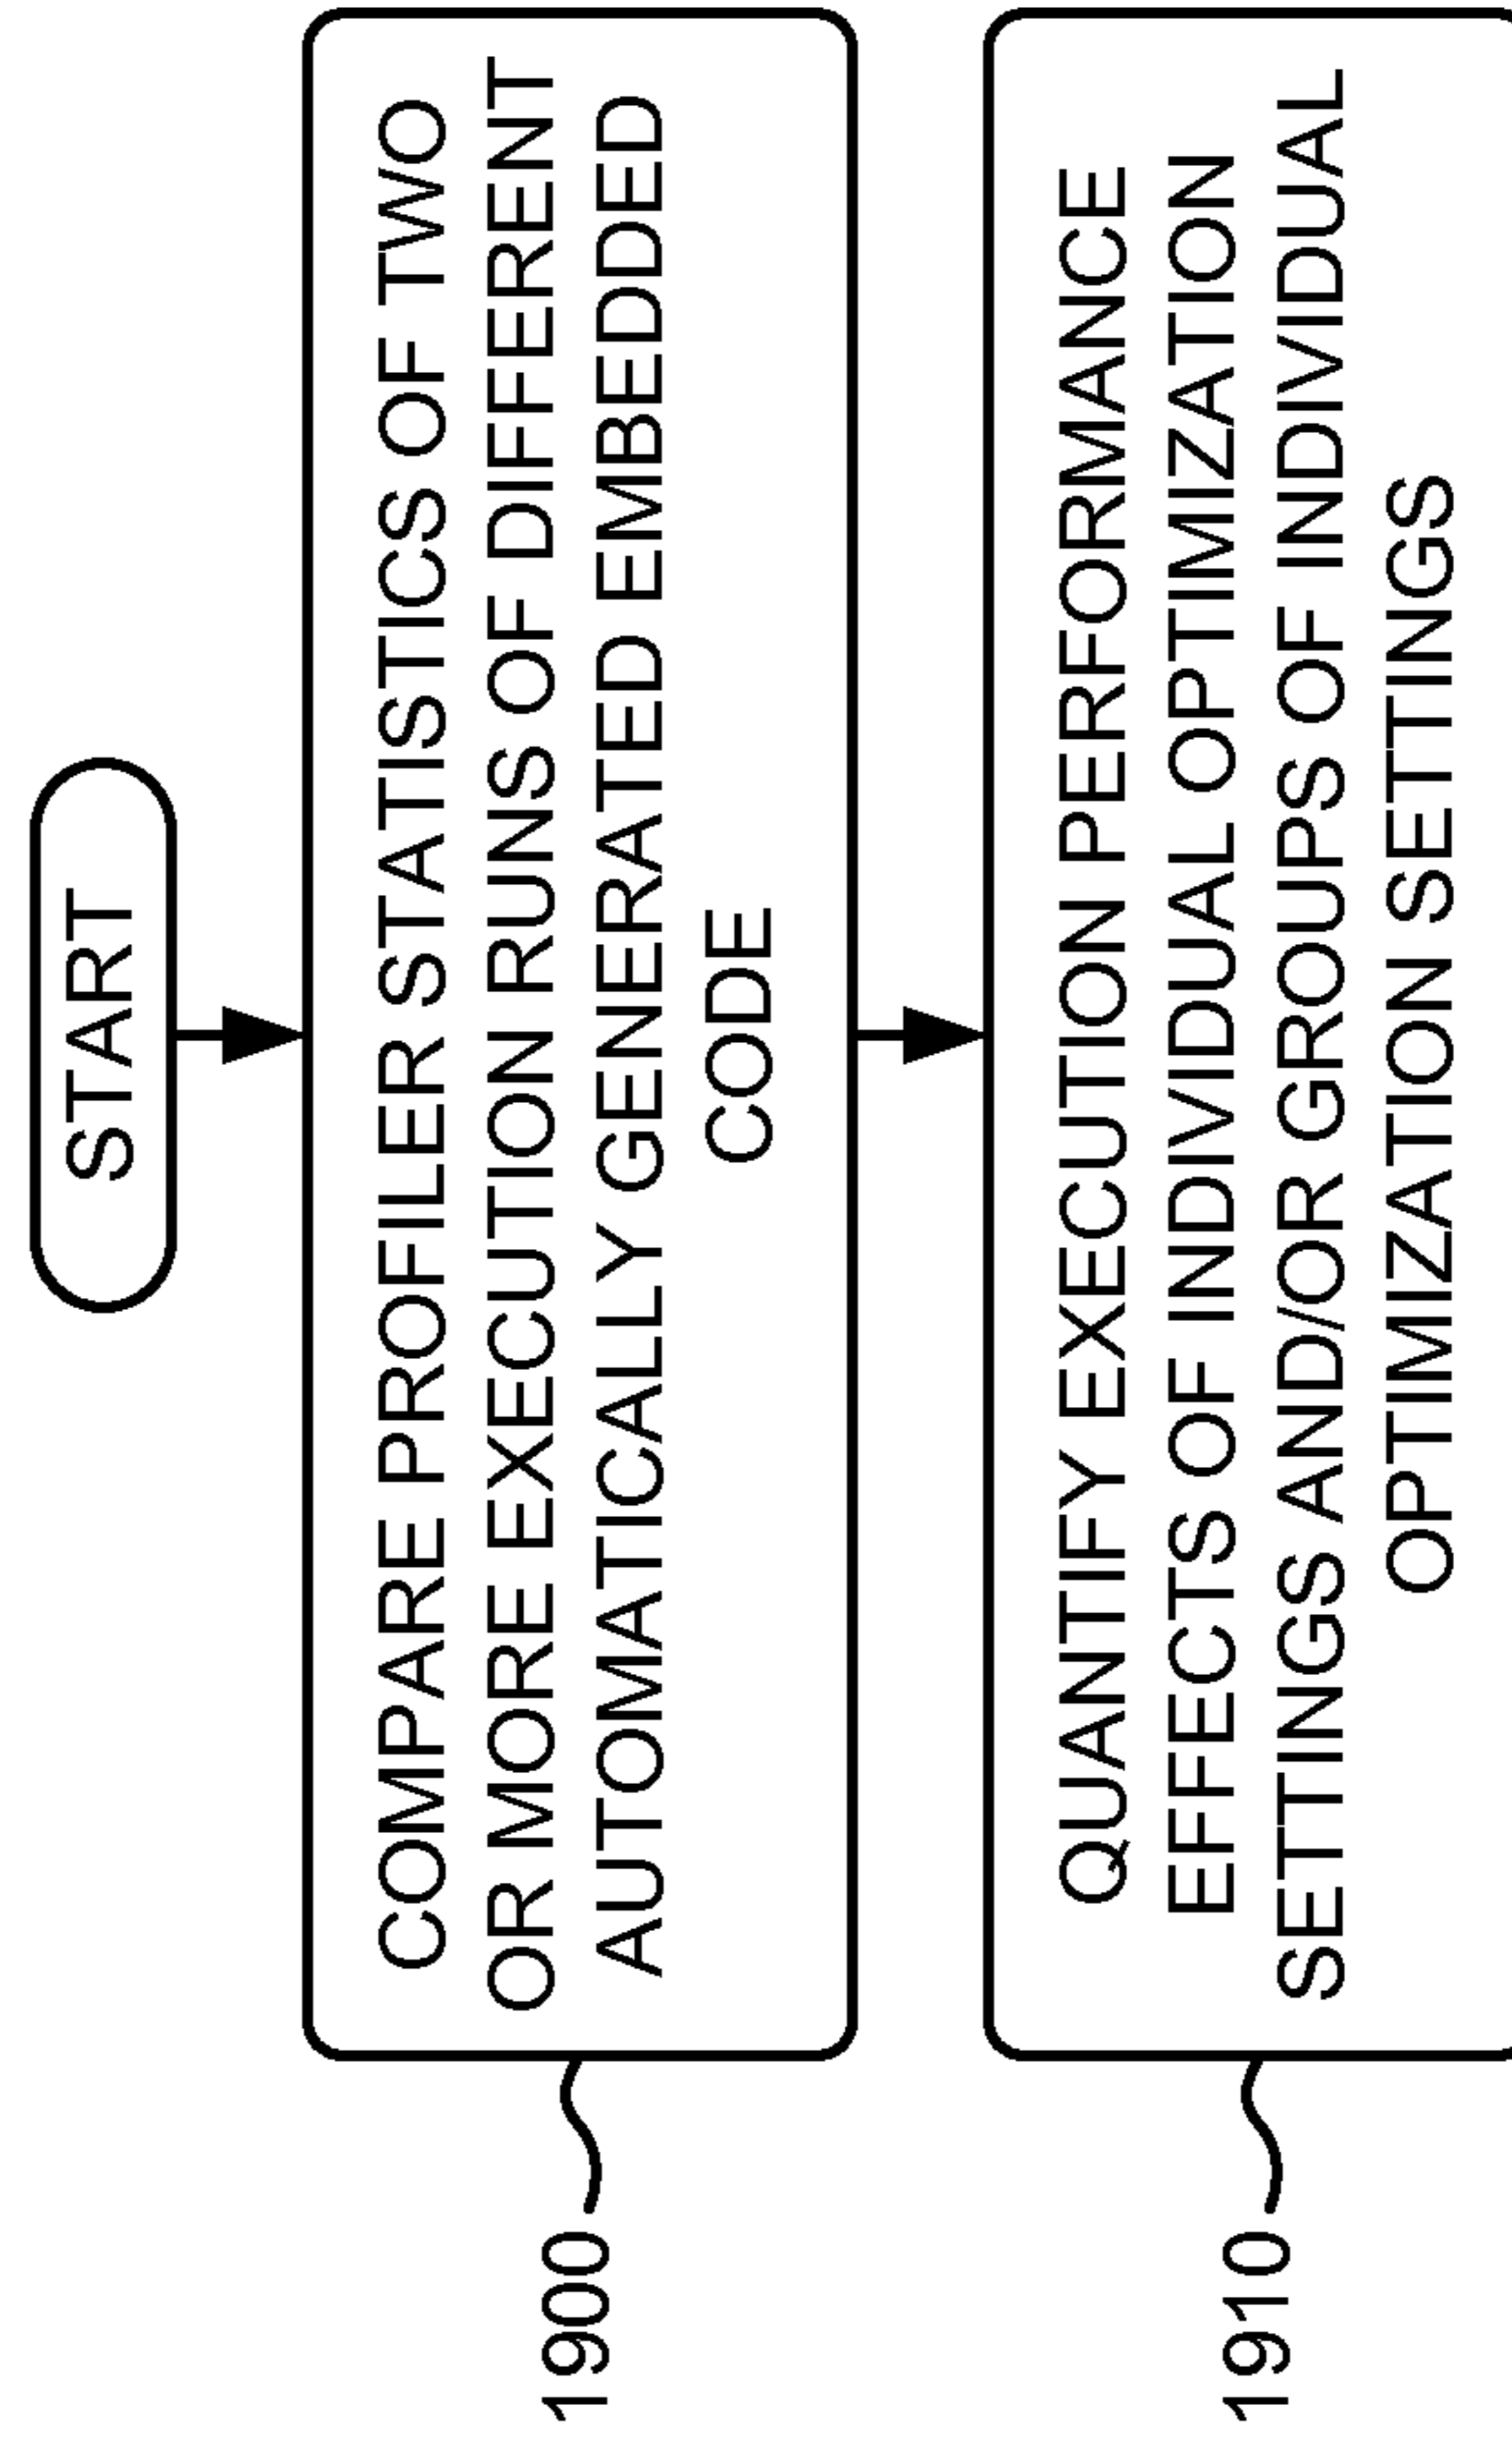 START
COMPARE PROFILER STATISTICS OF TWO
OR MORE EXECUTION RUNS OF DIFFERENT
AUTOMATICALLY GENERATED EMBEDDED
CODE
1900
QUANTIFY EXECUTION PERFORMANCE
EFFECTS OF INDIVIDUAL OPTIMIZATION
SETTINGS AND/OR GROUPS OF INDIVIDUAL
OPTIMIZATION SETTINGS
1910